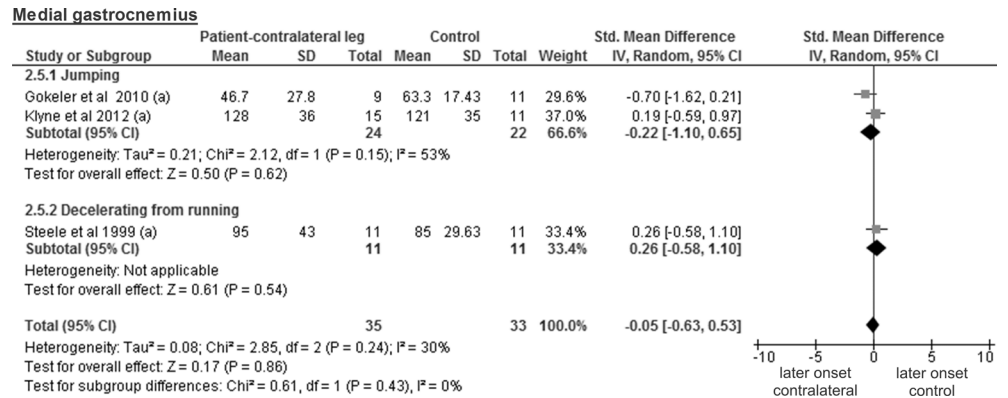 Medial gastrocnemius
Patient-contralateral leg Control Std. Mean Difference Std. Mean Difference
Study or Subgroup Mean SD Total Mean SD Total Weight IV, Random, 95% CI IV, Random, 95% CI
2.5.1 Jumping
Gokeler et al 2010 (a) 46.7 27.8 9 63.3 17.43 11 29.6% -0.70 [-1.62, 0.21]
Klyne et al 2012 (a) 128 36 15 121 35 11 37.0% 0.19 [-0.59, 0.97]
Subtotal (95% CI) 24 22 66.6% -0.22 [-1.10, 0.65]
Heterogeneity: Tau² = 0.21; Chi² = 2.12, df = 1 (P = 0.15); I² = 53%
Test for overall effect: Z = 0.50 (P = 0.62)
2.5.2 Decelerating from running
Steele et al 1999 (a) 95 43 11 85 29.63 11 33.4% 0.26 [-0.58, 1.10]
Subtotal (95% CI) 11 11 33.4% 0.26 [-0.58, 1.10]
Heterogeneity: Not applicable
Test for overall effect: Z = 0.61 (P = 0.54)
Total (95% CI) 35 33 100.0% -0.05 [-0.63, 0.53]
Heterogeneity: Tau² = 0.08; Chi² = 2.85, df = 2 (P = 0.24); I² = 30%
Test for overall effect: Z = 0.17 (P = 0.86)
Test for subgroup differences: Chi² = 0.61, df = 1 (P = 0.43), I² = 0%
-10 -5 0 5 10
later onset later onset
contralateral control